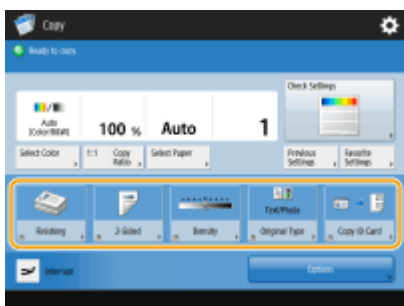 Copy
Ready to copy.
Check Settings
Auto
(Color/B&W)
100 %
Auto
1
Select Color
1:1
Copy Ratio
Select Paper
Previous Settings
Favorite Settings
Finishing
2-Sided
Density
Text/Photo
Original Type
Copy ID Card
Interrupt
Options